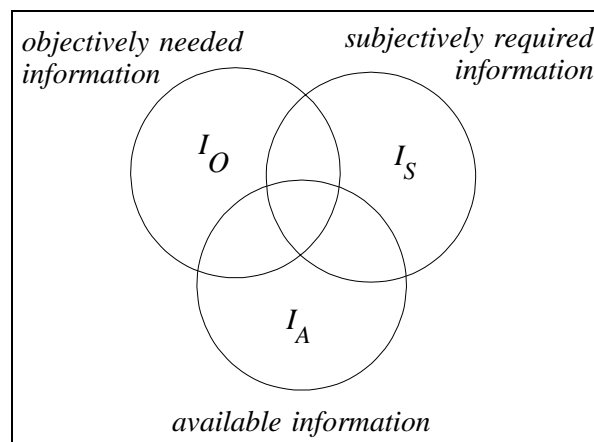 objectively needed
information
subjectively required
information
I_O
I_S
I_A
available information